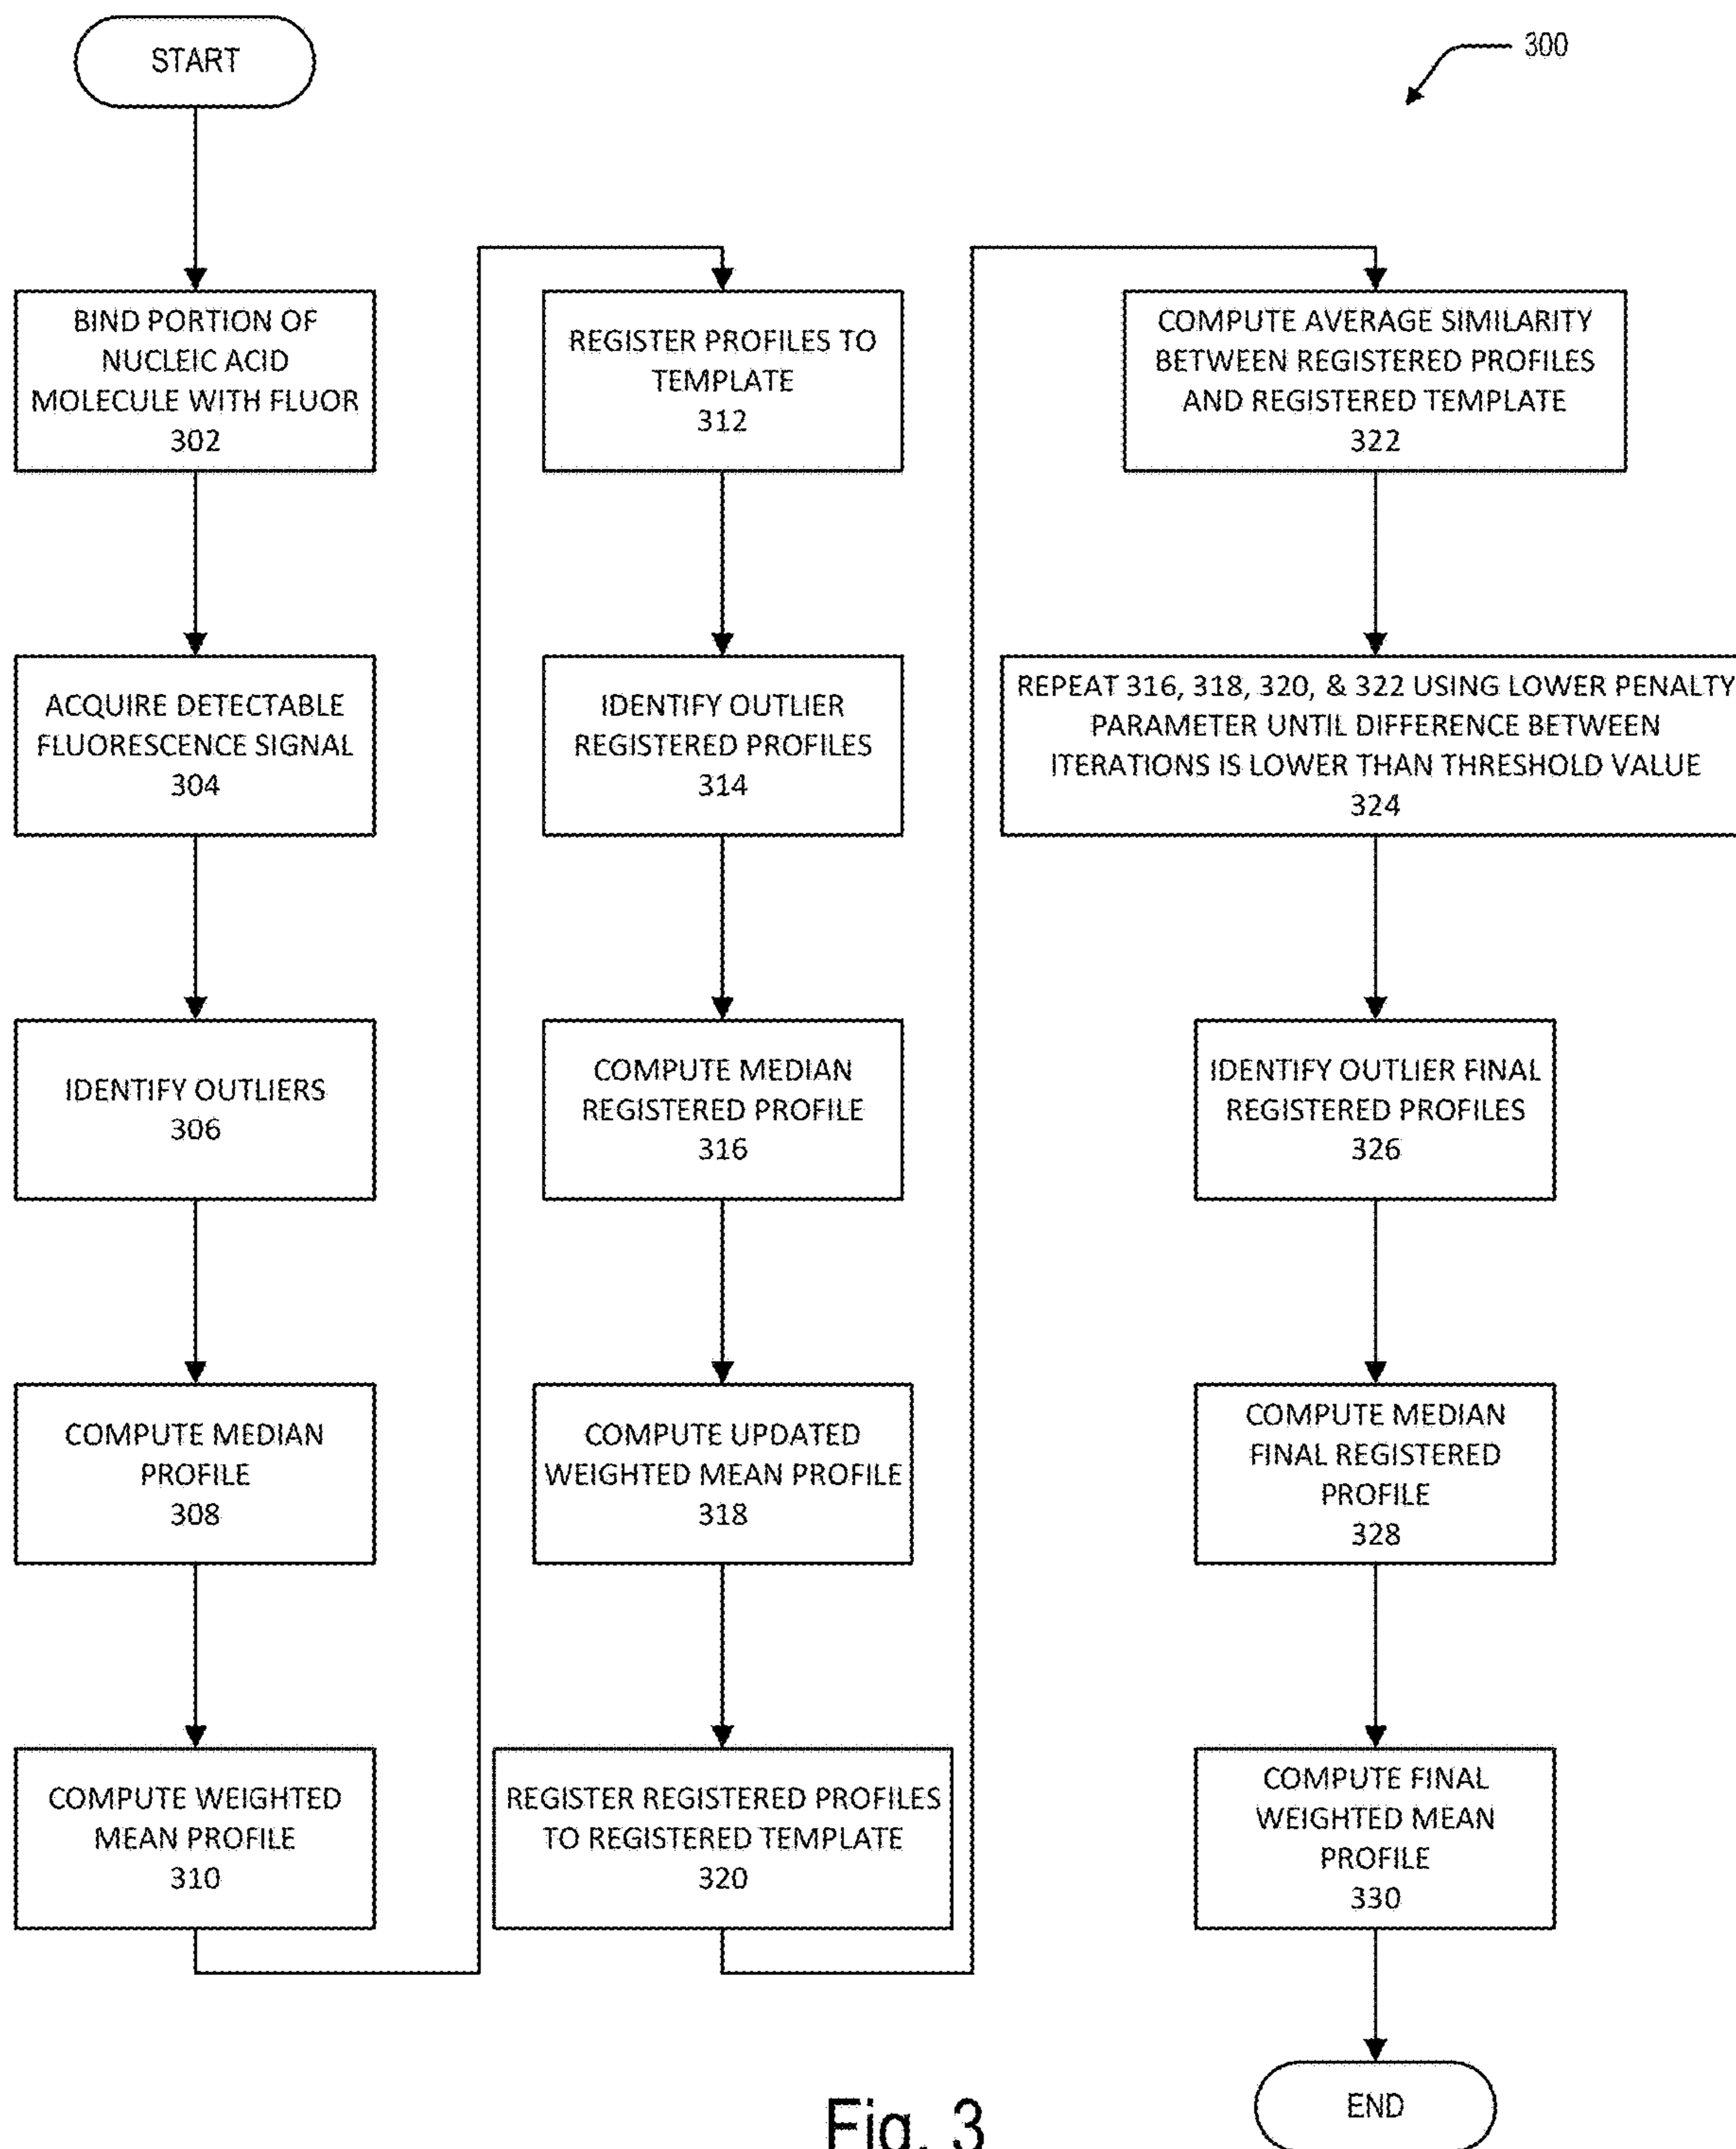 START
300
BIND PORTION OF
NUCLEIC ACID
MOLECULE WITH FLUOR
302
ACQUIRE DETECTABLE
FLUORESCENCE SIGNAL
304
IDENTIFY OUTLIERS
306
COMPUTE MEDIAN
PROFILE
308
COMPUTE WEIGHTED
MEAN PROFILE
310
REGISTER PROFILES TO
TEMPLATE
312
IDENTIFY OUTLIER
REGISTERED PROFILES
314
COMPUTE MEDIAN
REGISTERED PROFILE
316
COMPUTE UPDATED
WEIGHTED MEAN PROFILE
318
REGISTER REGISTERED PROFILES
TO REGISTERED TEMPLATE
320
COMPUTE AVERAGE SIMILARITY
BETWEEN REGISTERED PROFILES
AND REGISTERED TEMPLATE
322
REPEAT 316, 318, 320, & 322 USING LOWER PENALTY
PARAMETER UNTIL DIFFERENCE BETWEEN
ITERATIONS IS LOWER THAN THRESHOLD VALUE
324
IDENTIFY OUTLIER FINAL
REGISTERED PROFILES
326
COMPUTE MEDIAN
FINAL REGISTERED
PROFILE
328
COMPUTE FINAL
WEIGHTED MEAN
PROFILE
330
END
Fig. 3